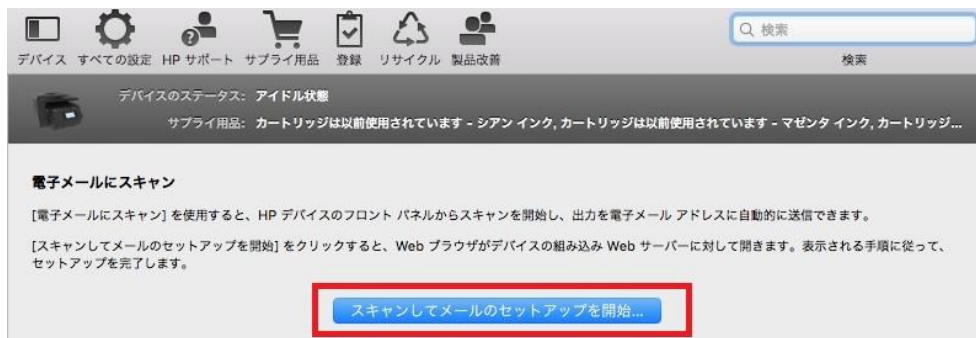 デバイス すべての設定 HP サポート サプライ用品 登録 リサイクル 製品改善
検索
検索
デバイスのステータス: アイドル状態
サプライ用品: カートリッジは以前使用されています - シアン インク, カートリッジは以前使用されています - マゼンタ インク, カートリッジ...
電子メールにスキャン
[電子メールにスキャン] を使用すると、HP デバイスのフロント パネルからスキャンを開始し、出力を電子メール アドレスに自動的に送信できます。
[スキャンしてメールのセットアップを開始] をクリックすると、Web ブラウザがデバイスの組み込み Web サーバーに対して開きます。表示される手順に従って、
セットアップを完了します。
スキャンしてメールのセットアップを開始...